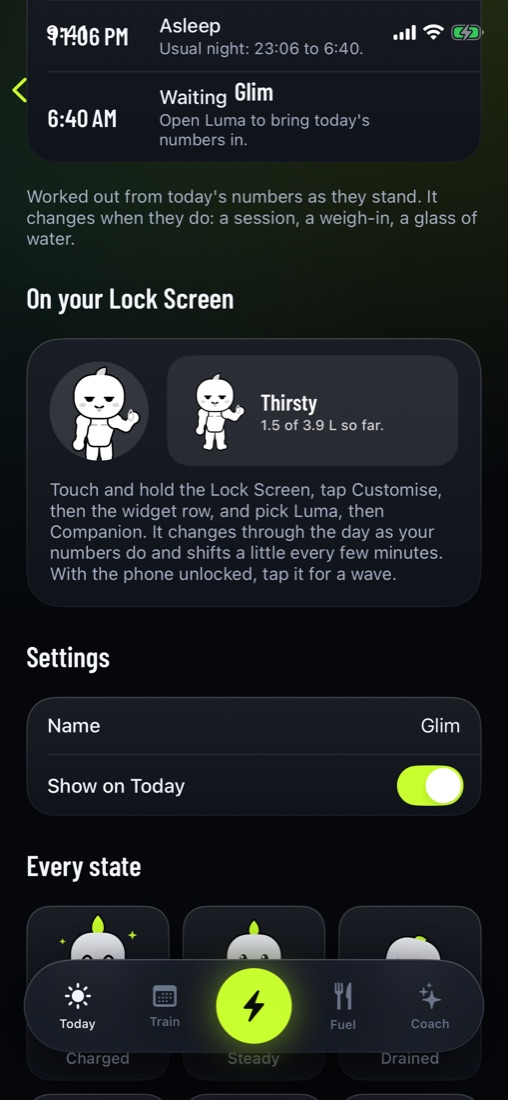 9:41
11:06 PM
Asleep
Usual night: 23:06 to 6:40.
Glim
6:40 AM
Waiting
Open Luma to bring today's
numbers in.
Worked out from today's numbers as they stand. It
changes when they do: a session, a weigh-in, a glass of
water.
On your Lock Screen
Thirsty
1.5 of 3.9 L so far.
Touch and hold the Lock Screen, tap Customise,
then the widget row, and pick Luma, then
Companion. It changes through the day as your
numbers do and shifts a little every few minutes.
With the phone unlocked, tap it for a wave.
Settings
Name
Glim
Show on Today
Every state
Charged
Steady
Drained
Today
Train
Fuel
Coach